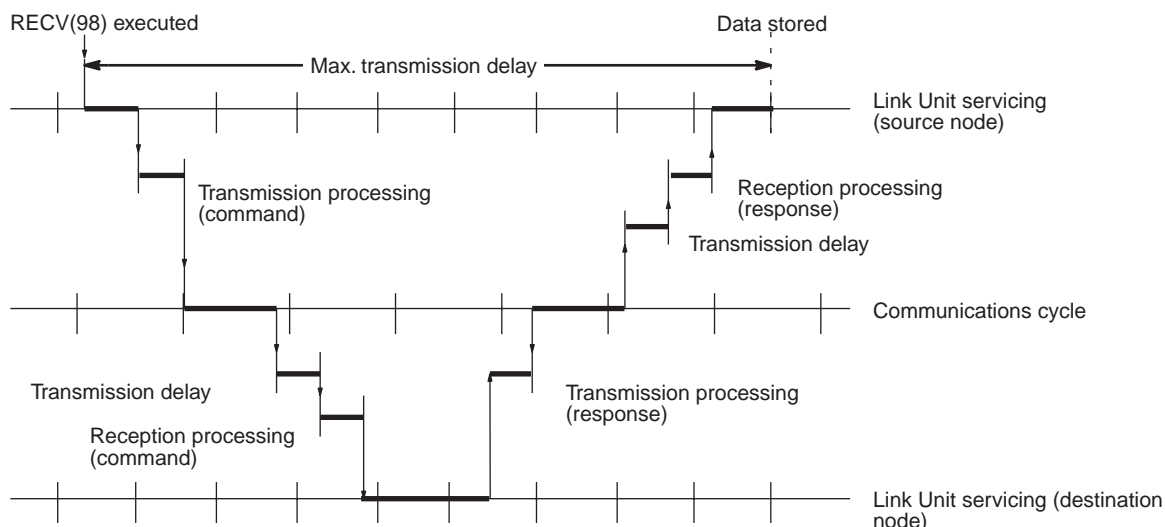 RECV(98) executed
Data stored
Max. transmission delay
Link Unit servicing
(source node)
Transmission processing
(command)
Reception processing
(response)
Transmission delay
Communications cycle
Transmission delay
Transmission processing
(response)
Reception processing
(command)
Link Unit servicing (destination
node)